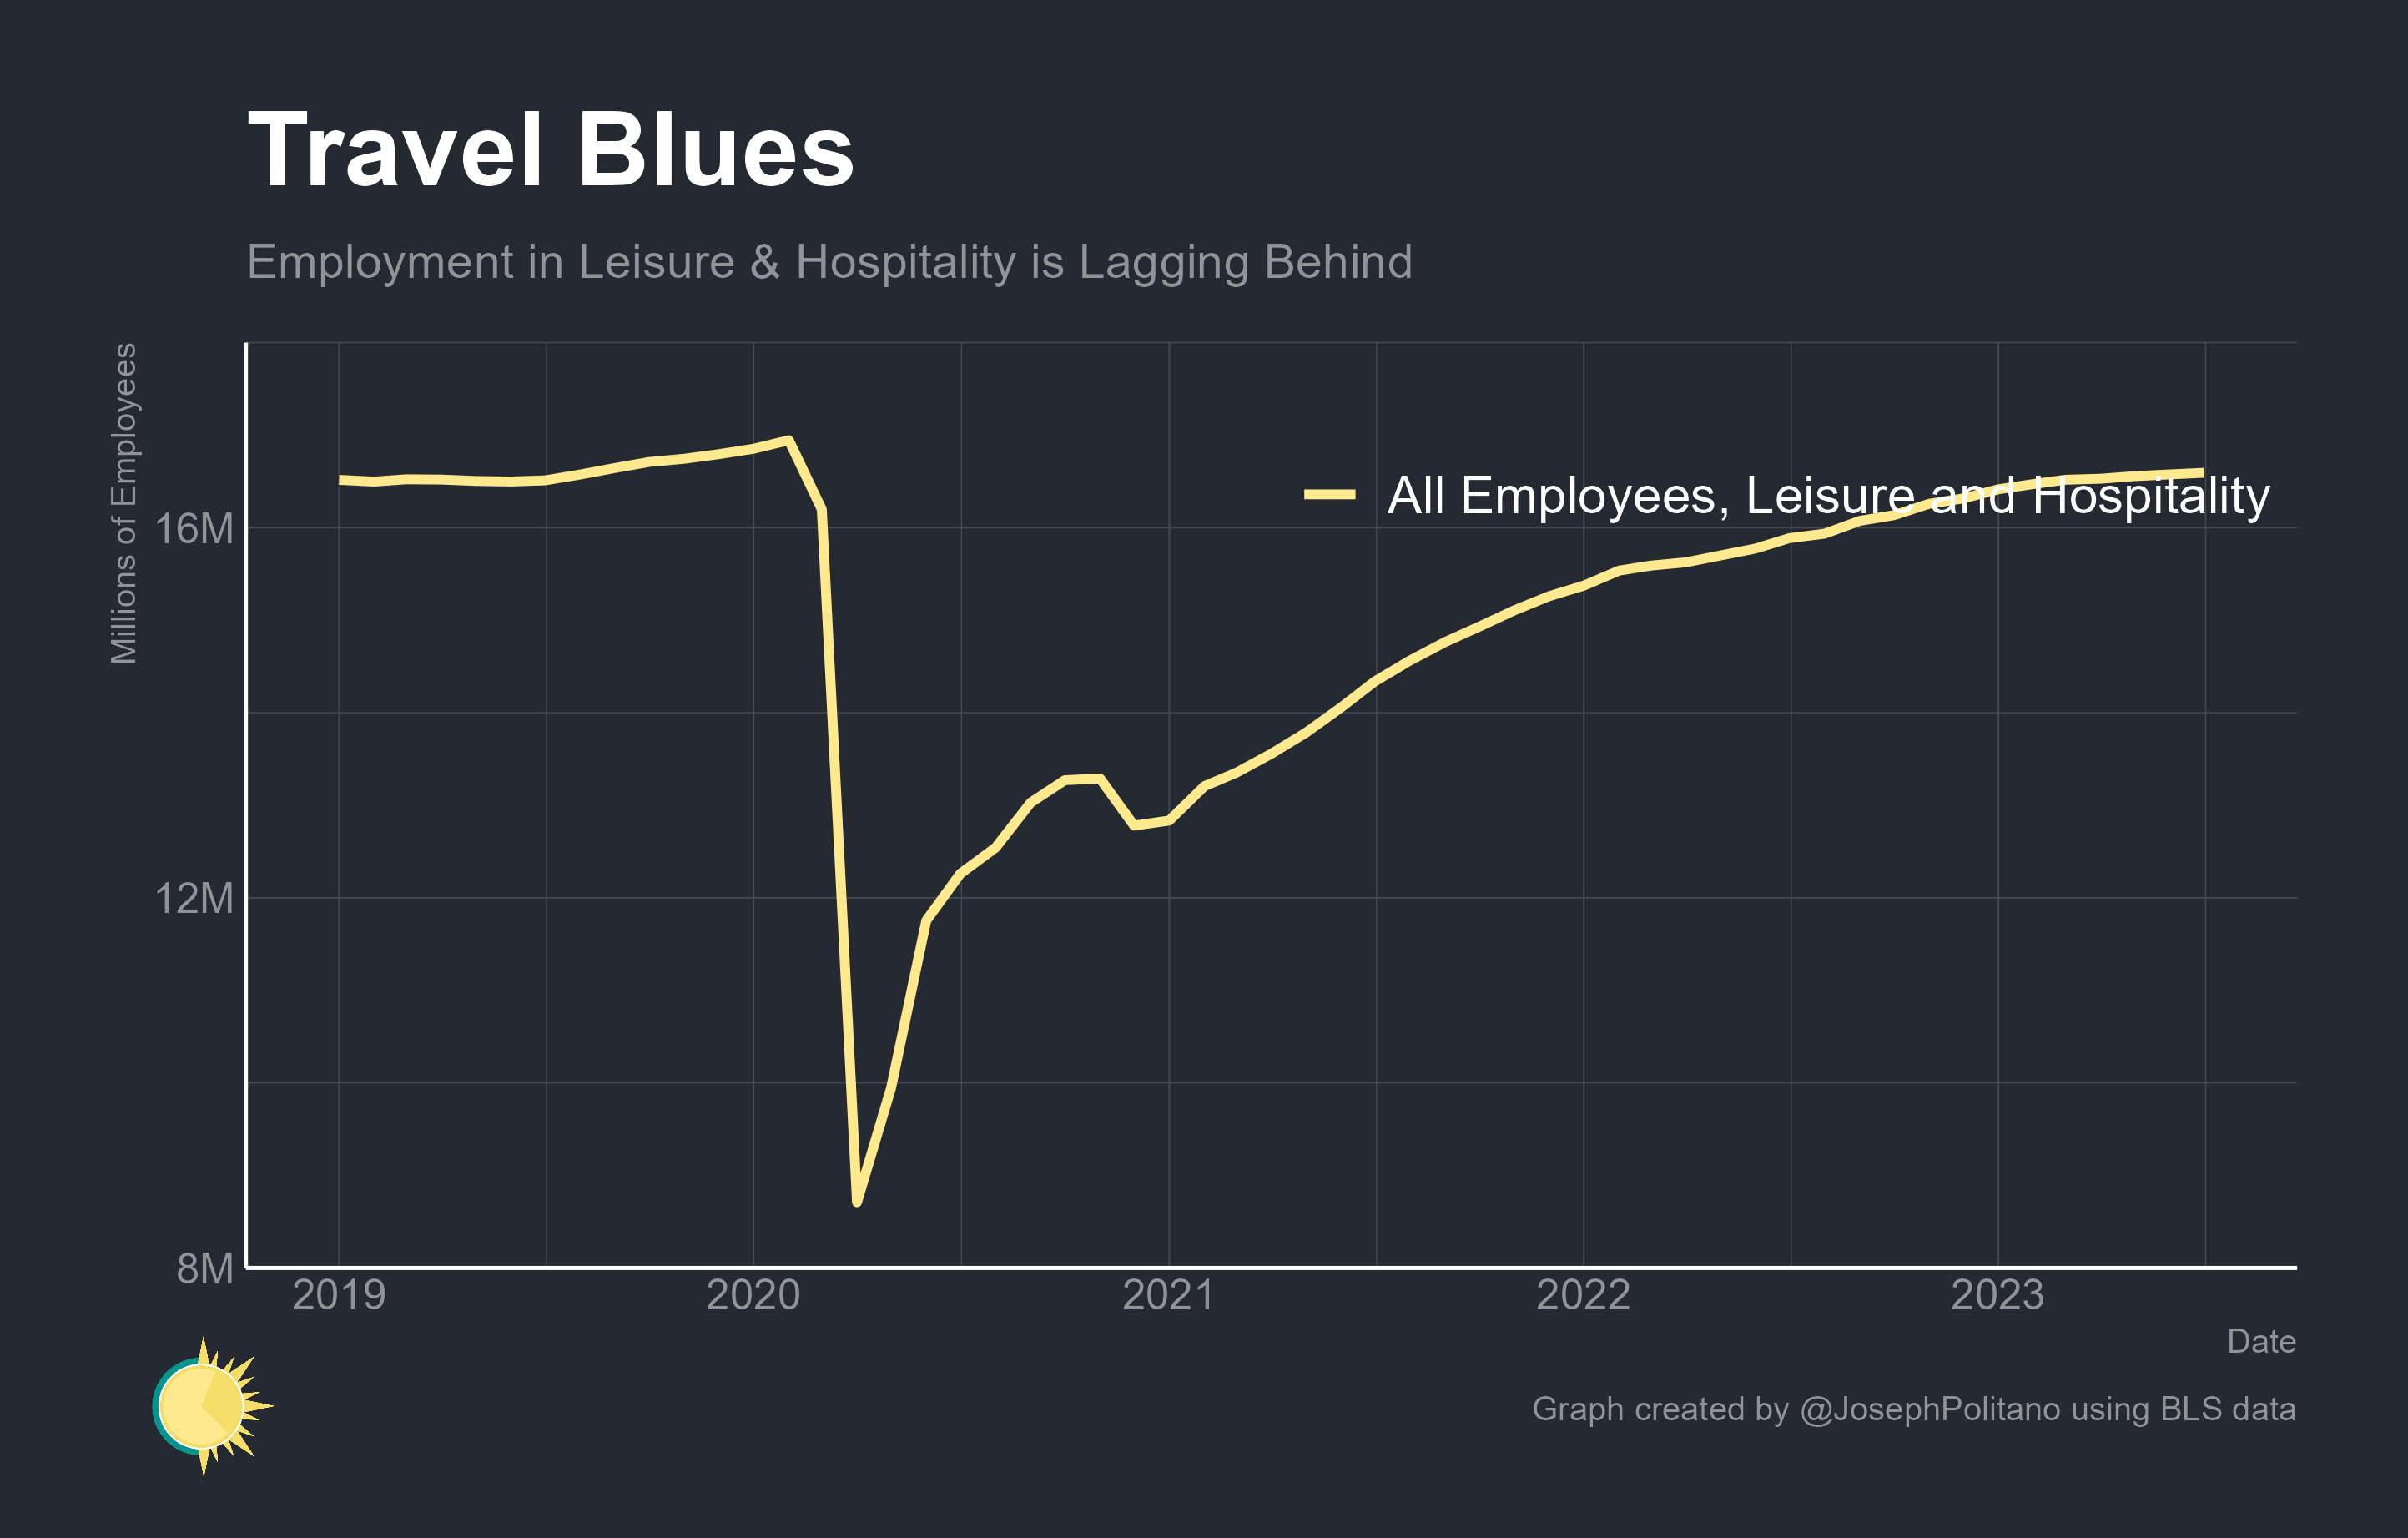 Travel Blues
Employment in Leisure & Hospitality is Lagging Behind
Millions of Employees
All Employees, Leisure and Hospitality
16M
12M
8M
2019
2020
2021
2022
2023
Date
Graph created by @JosephPolitano using BLS data